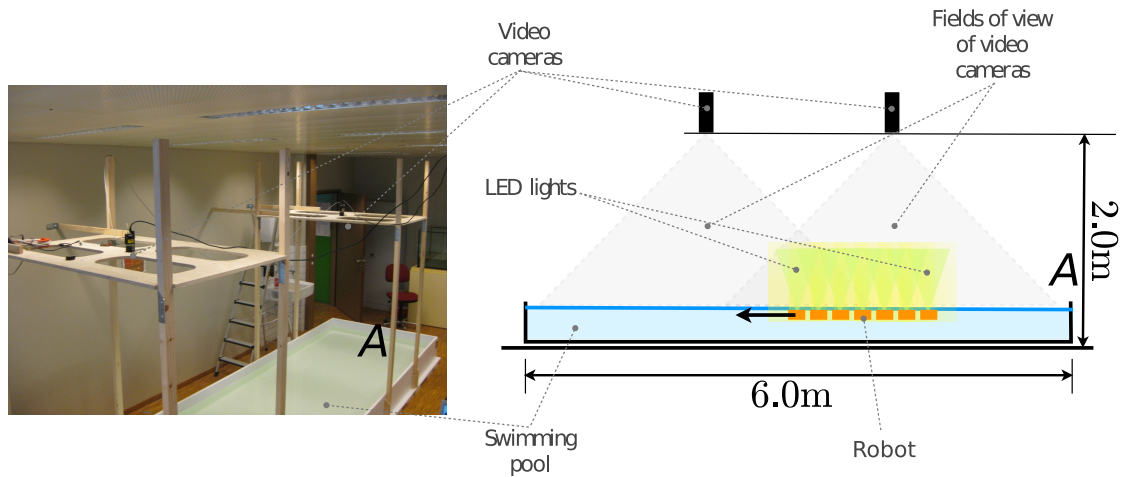 Video
cameras
Fields of view
of video
cameras
LED lights
A
A
2.0m
6.0m
Swimming
pool
Robot